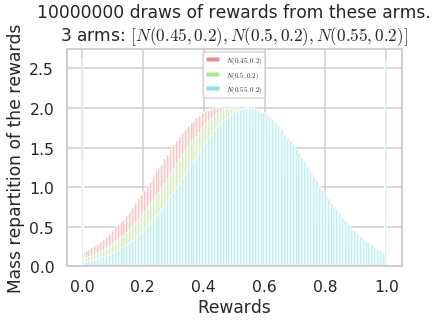 10000000 draws of rewards from these arms.
3 arms: [N(0.45, 0.2), N(0.5, 0.2), N(0.55, 0.2)]
Mass repartition of the rewards
2.5
2.0
1.5
1.0
0.5
0.0
N(0.45, 0.2)
N(0.5, 0.2)
N(0.55, 0.2)
0.0 0.2 0.4 0.6 0.8 1.0
Rewards